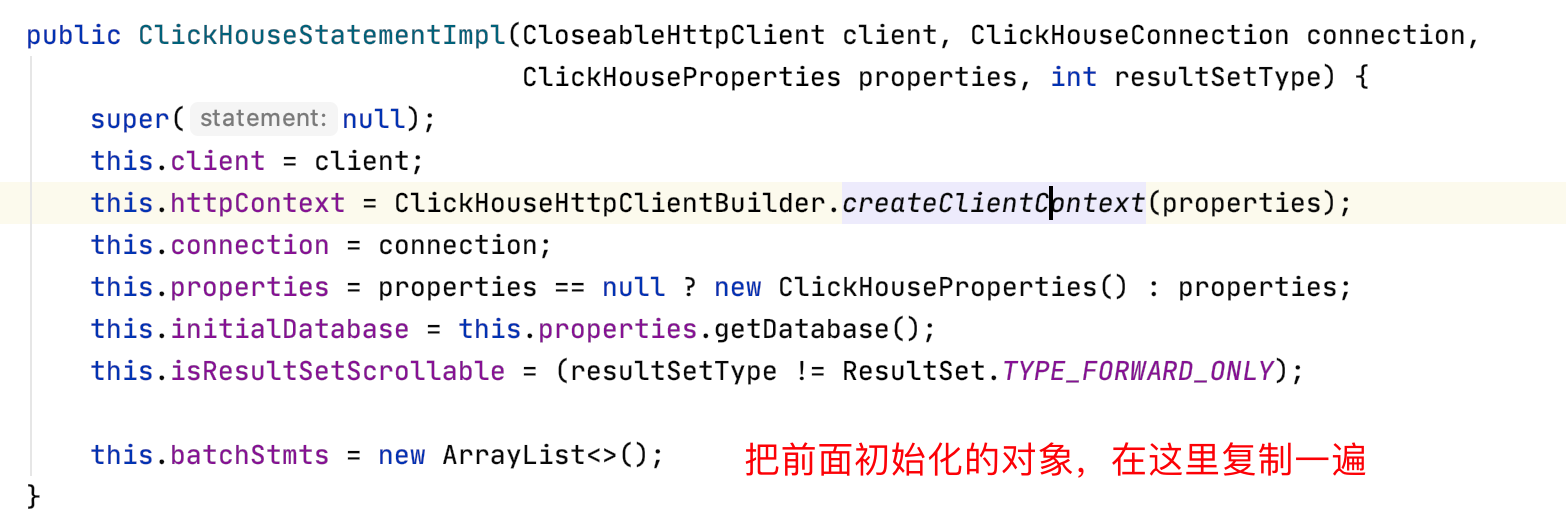 public ClickHouseStatementImpl(CloseableHttpClient client, ClickHouseConnection connection,
ClickHouseProperties properties, int resultSetType) {
super( statement: null);
this.client = client;
this.httpContext = ClickHouseHttpClientBuilder.createClientContext(properties);
this.connection = connection;
this.properties = properties == null ? new ClickHouseProperties() : properties;
this.initialDatabase = this.properties.getDatabase();
this.isResultSetScrollable = (resultSetType != ResultSet.TYPE_FORWARD_ONLY);
this.batchStmts = new ArrayList<>(); 把前面初始化的对象，在这里复制一遍
}